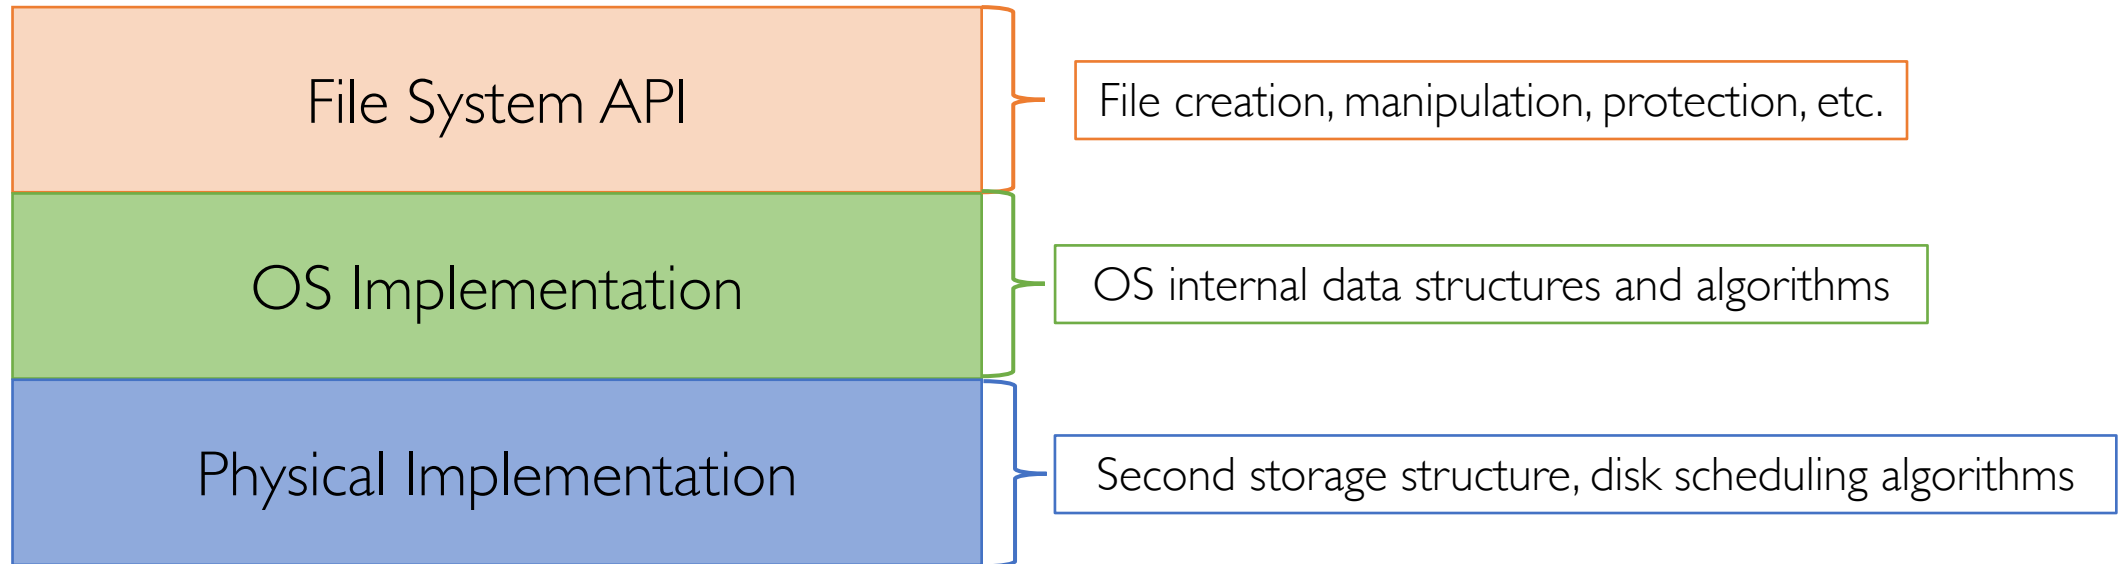 File System API
File creation, manipulation, protection, etc.
OS Implementation
OS internal data structures and algorithms
Physical Implementation
Second storage structure, disk scheduling algorithms